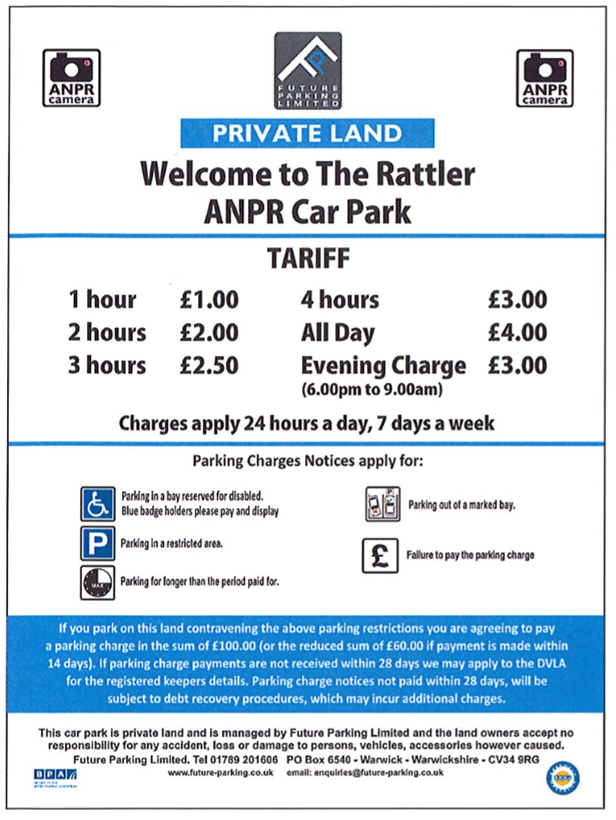 ANPR
camera
FUTURE
PARKING
LIMITED
ANPR
camera
PRIVATE LAND
Welcome to The Rattler
ANPR Car Park
TARIFF
1 hour £1.00 4 hours £3.00
2 hours £2.00 All Day £4.00
3 hours £2.50 Evening Charge £3.00
(6.00pm to 9.00am)
Charges apply 24 hours a day, 7 days a week
Parking Charges Notices apply for:
Parking in a bay reserved for disabled.
Blue badge holders please pay and display
Parking out of a marked bay.
P Parking in a restricted area.
£ Failure to pay the parking charge
MAX Parking for longer than the period paid for.
If you park on this land contravening the above parking restrictions you are agreeing to pay
a parking charge in the sum of £100.00 (or the reduced sum of £60.00 if payment is made within
14 days). If parking charge payments are not received within 28 days we may apply to the DVLA
for the registered keepers details. Parking charge notices not paid within 28 days, will be
subject to debt recovery procedures, which may incur additional charges.
This car park is private land and is managed by Future Parking Limited and the land owners accept no
responsibility for any accident, loss or damage to persons, vehicles, accessories however caused.
Future Parking Limited. Tel 01789 201606 PO Box 6540 - Warwick - Warwickshire - CV34 9RG
www.future-parking.co.uk email: enquiries@future-parking.co.uk
BPA